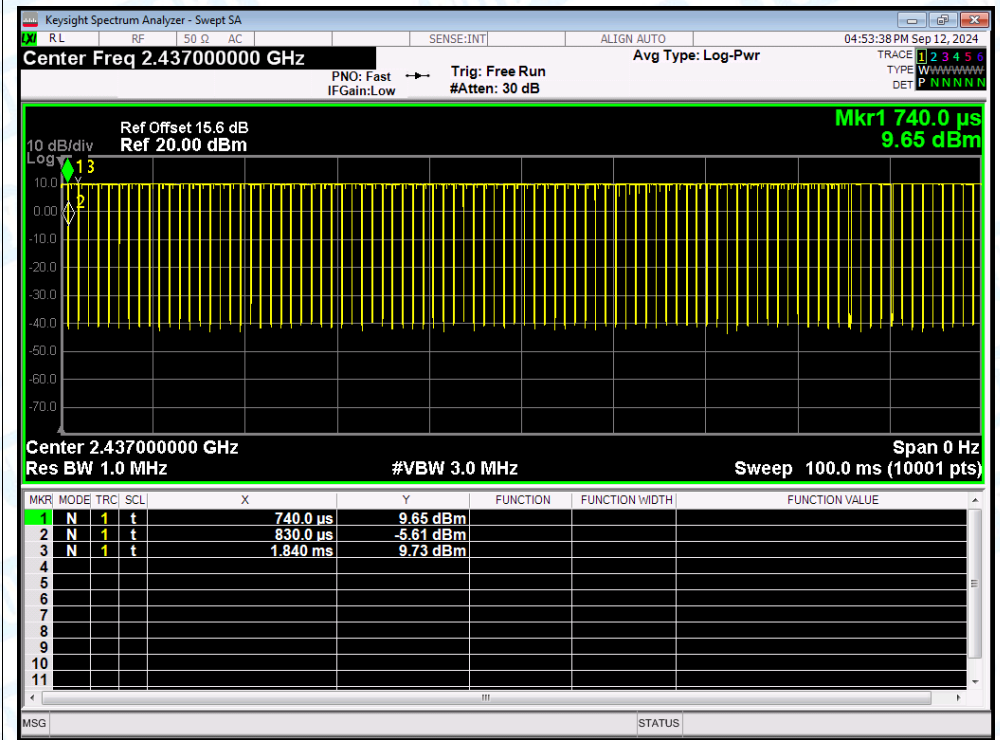 Keysight Spectrum Analyzer - Swept SA
LXI RL RF 50 Ω AC SENSE:INT ALIGN AUTO 04:53:38 PM Sep 12, 2024
Center Freq 2.437000000 GHz
PNO: Fast
IFGain:Low
Trig: Free Run
#Atten: 30 dB
Avg Type: Log-Pwr
TRACE 1 2 3 4 5 6
TYPE WWWWWW
DET P N N N N N
Mkr1 740.0 µs
9.65 dBm
Ref Offset 15.6 dB
10 dB/div Ref 20.00 dBm
Log
1 3
10.0
2
0.00
-10.0
-20.0
-30.0
-40.0
-50.0
-60.0
-70.0
Center 2.437000000 GHz Span 0 Hz
Res BW 1.0 MHz #VBW 3.0 MHz Sweep 100.0 ms (10001 pts)
MKR MODE TRC SCL X Y FUNCTION FUNCTION WIDTH FUNCTION VALUE
1 N 1 t 740.0 µs 9.65 dBm
2 N 1 t 830.0 µs -5.61 dBm
3 N 1 t 1.840 ms 9.73 dBm
4
5
6
7
8
9
10
11
MSG STATUS